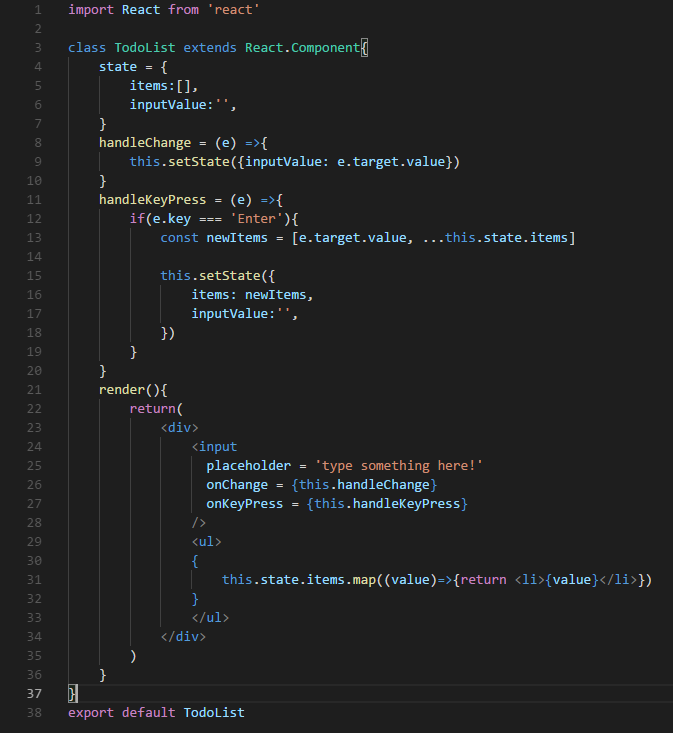 1 import React from 'react'
2
3 class TodoList extends React.Component{
4     state = {
5         items:[],
6         inputValue:'',
7     }
8     handleChange = (e) =>{
9         this.setState({inputValue: e.target.value})
10     }
11     handleKeyPress = (e) =>{
12         if(e.key === 'Enter'){
13             const newItems = [e.target.value, ...this.state.items]
14
15             this.setState({
16                 items: newItems,
17                 inputValue:'',
18             })
19         }
20     }
21     render(){
22         return(
23             <div>
24                 <input
25                   placeholder = 'type something here!'
26                   onChange = {this.handleChange}
27                   onKeyPress = {this.handleKeyPress}
28                 />
29                 <ul>
30                 {
31                     this.state.items.map((value)=>{return <li>{value}</li>})
32                 }
33                 </ul>
34             </div>
35         )
36     }
37 }
38 export default TodoList